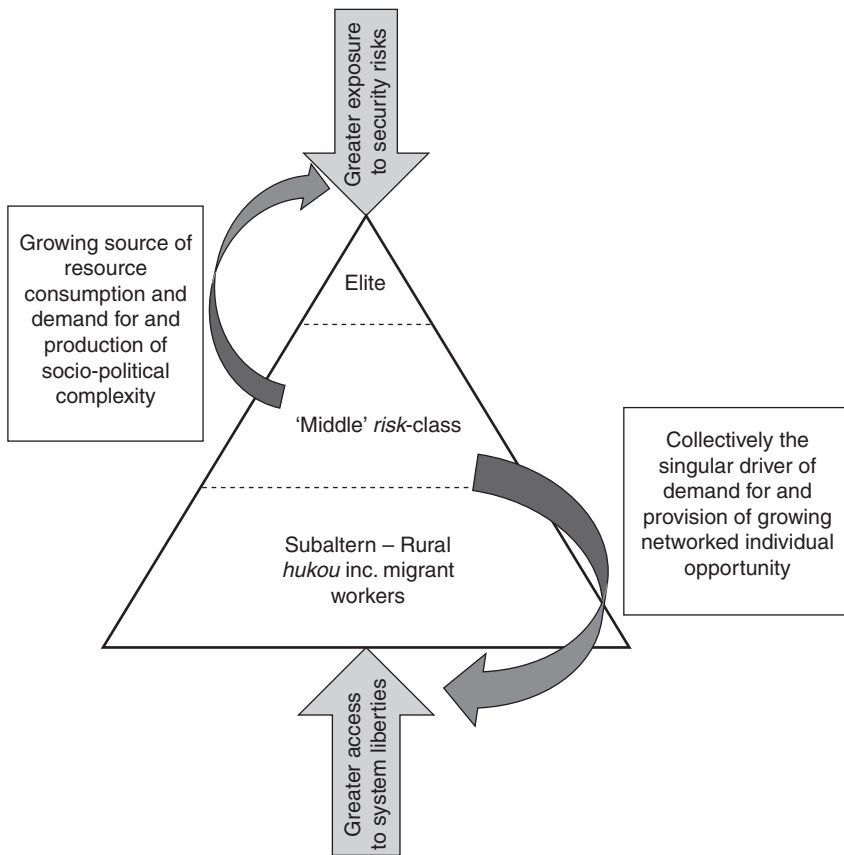 Greater exposure
to security risks
Growing source of
resource
consumption and
demand for and
production of
socio-political
complexity
Elite
‘Middle’ risk-class
Collectively the
singular driver of
demand for and
provision of growing
networked individual
opportunity
Subaltern – Rural
hukou inc. migrant
workers
Greater access
to system liberties